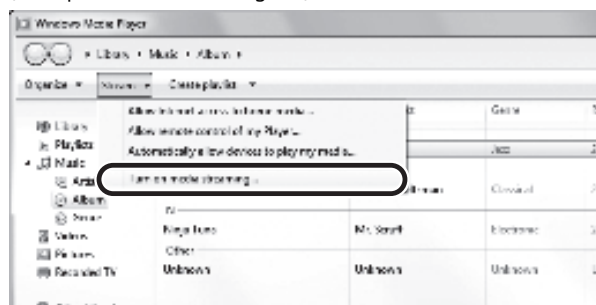 Windows Media Player
Library Music Album
Organize Stream Create playlist
Allow Internet access to home media...
Allow remote control of my Player...
Automatically allow devices to play my media...
Turn on media streaming...
Library
Playlists
Music
Album
Genre
Videos
Pictures
Recorded TV
Genre
Jazz
Classical
Ninja Tuna Mr. Scruff Electronic
Other
Unknown Unknown Unknown